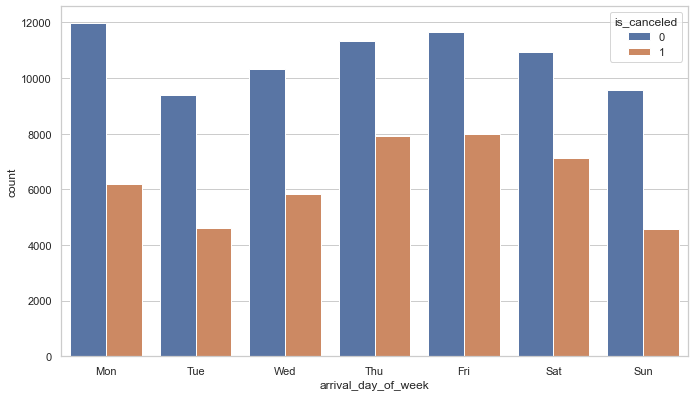 is_canceled
0
1
12000
10000
8000
6000
4000
2000
0
count
Mon Tue Wed Thu Fri Sat Sun
arrival_day_of_week